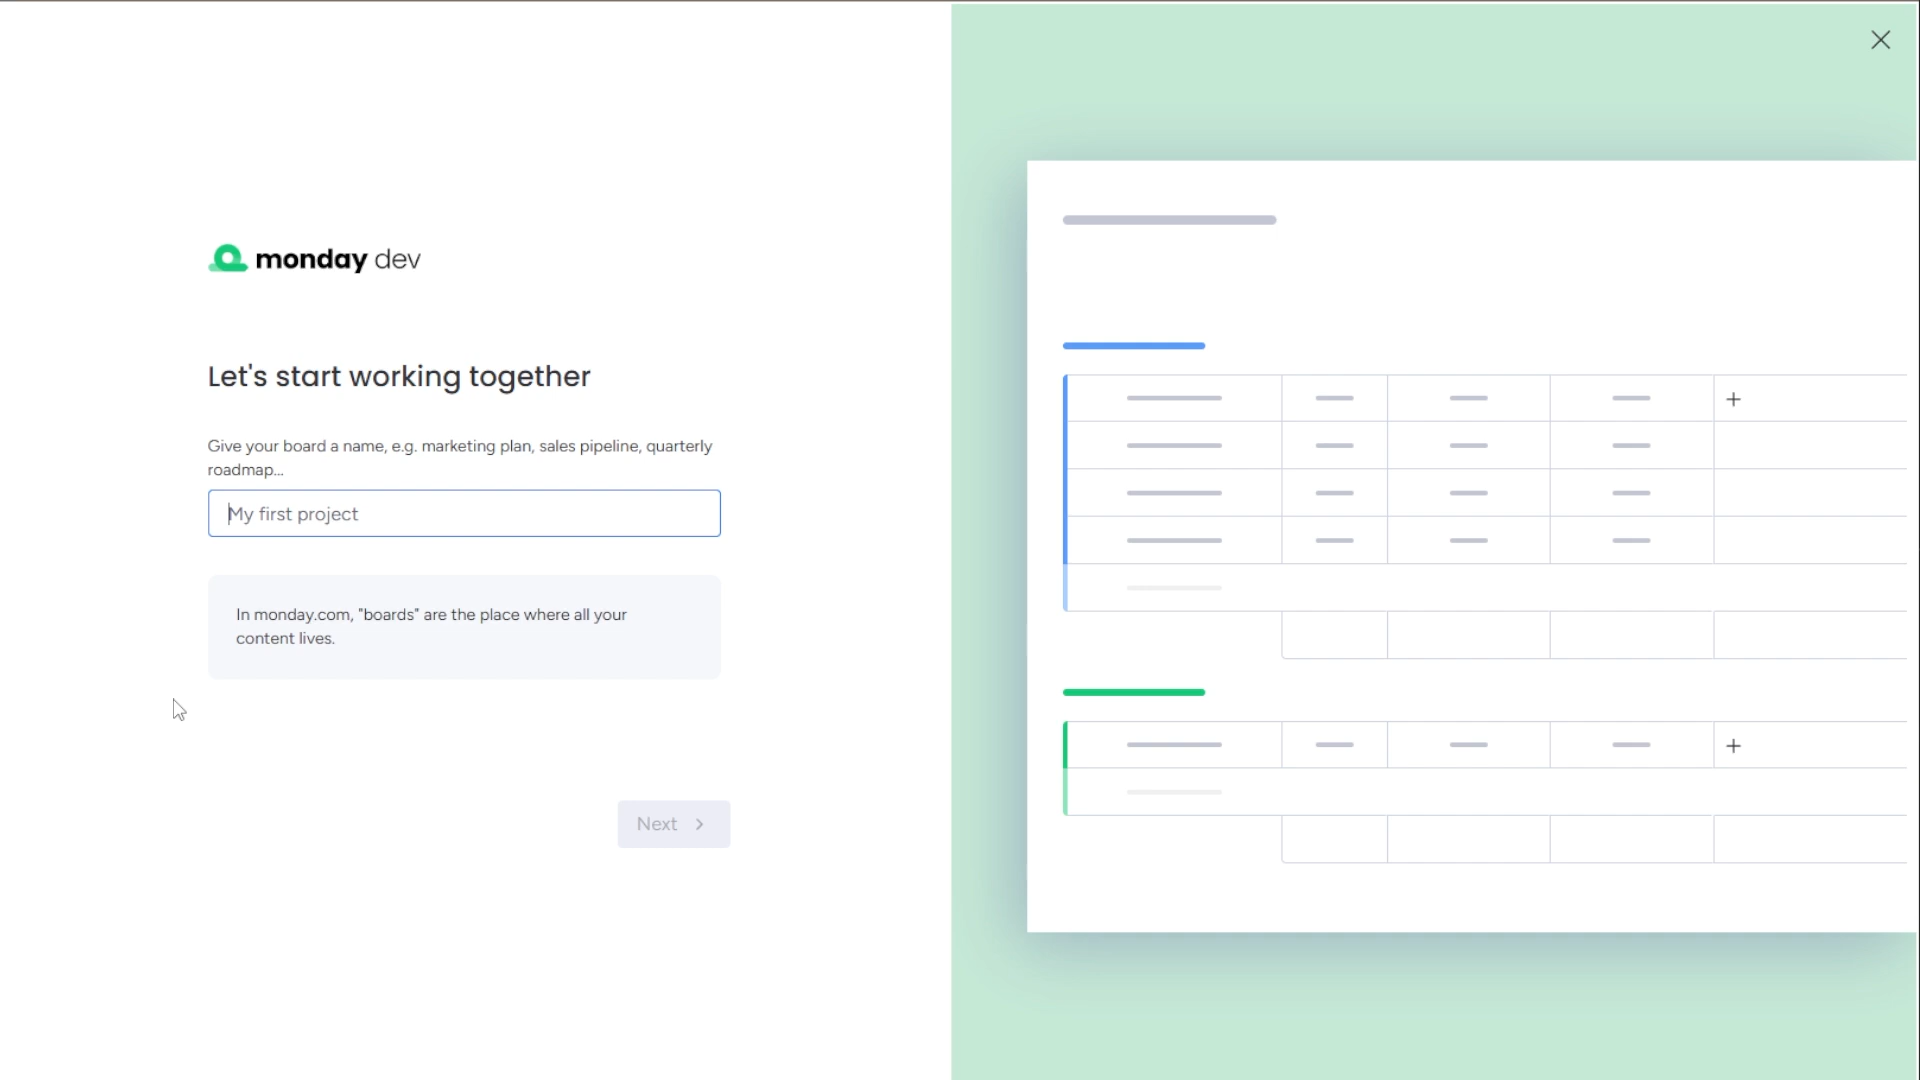 monday dev
Let's start working together
Give your board a name, e.g. marketing plan, sales pipeline, quarterly
roadmap...
My first project
In monday.com, "boards" are the place where all your
content lives.
Next